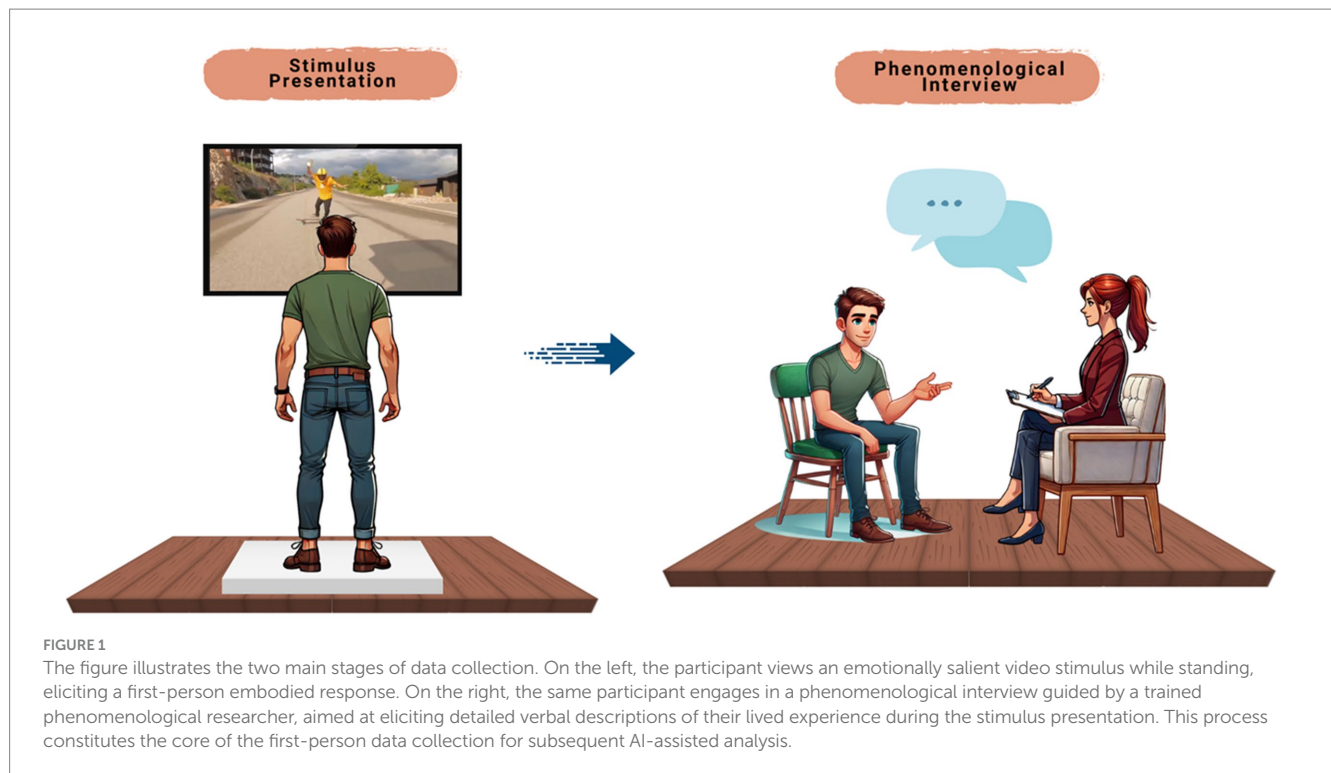 Stimulus
Presentation
Phenomenological
Interview
FIGURE 1
The figure illustrates the two main stages of data collection. On the left, the participant views an emotionally salient video stimulus while standing,
eliciting a first-person embodied response. On the right, the same participant engages in a phenomenological interview guided by a trained
phenomenological researcher, aimed at eliciting detailed verbal descriptions of their lived experience during the stimulus presentation. This process
constitutes the core of the first-person data collection for subsequent AI-assisted analysis.